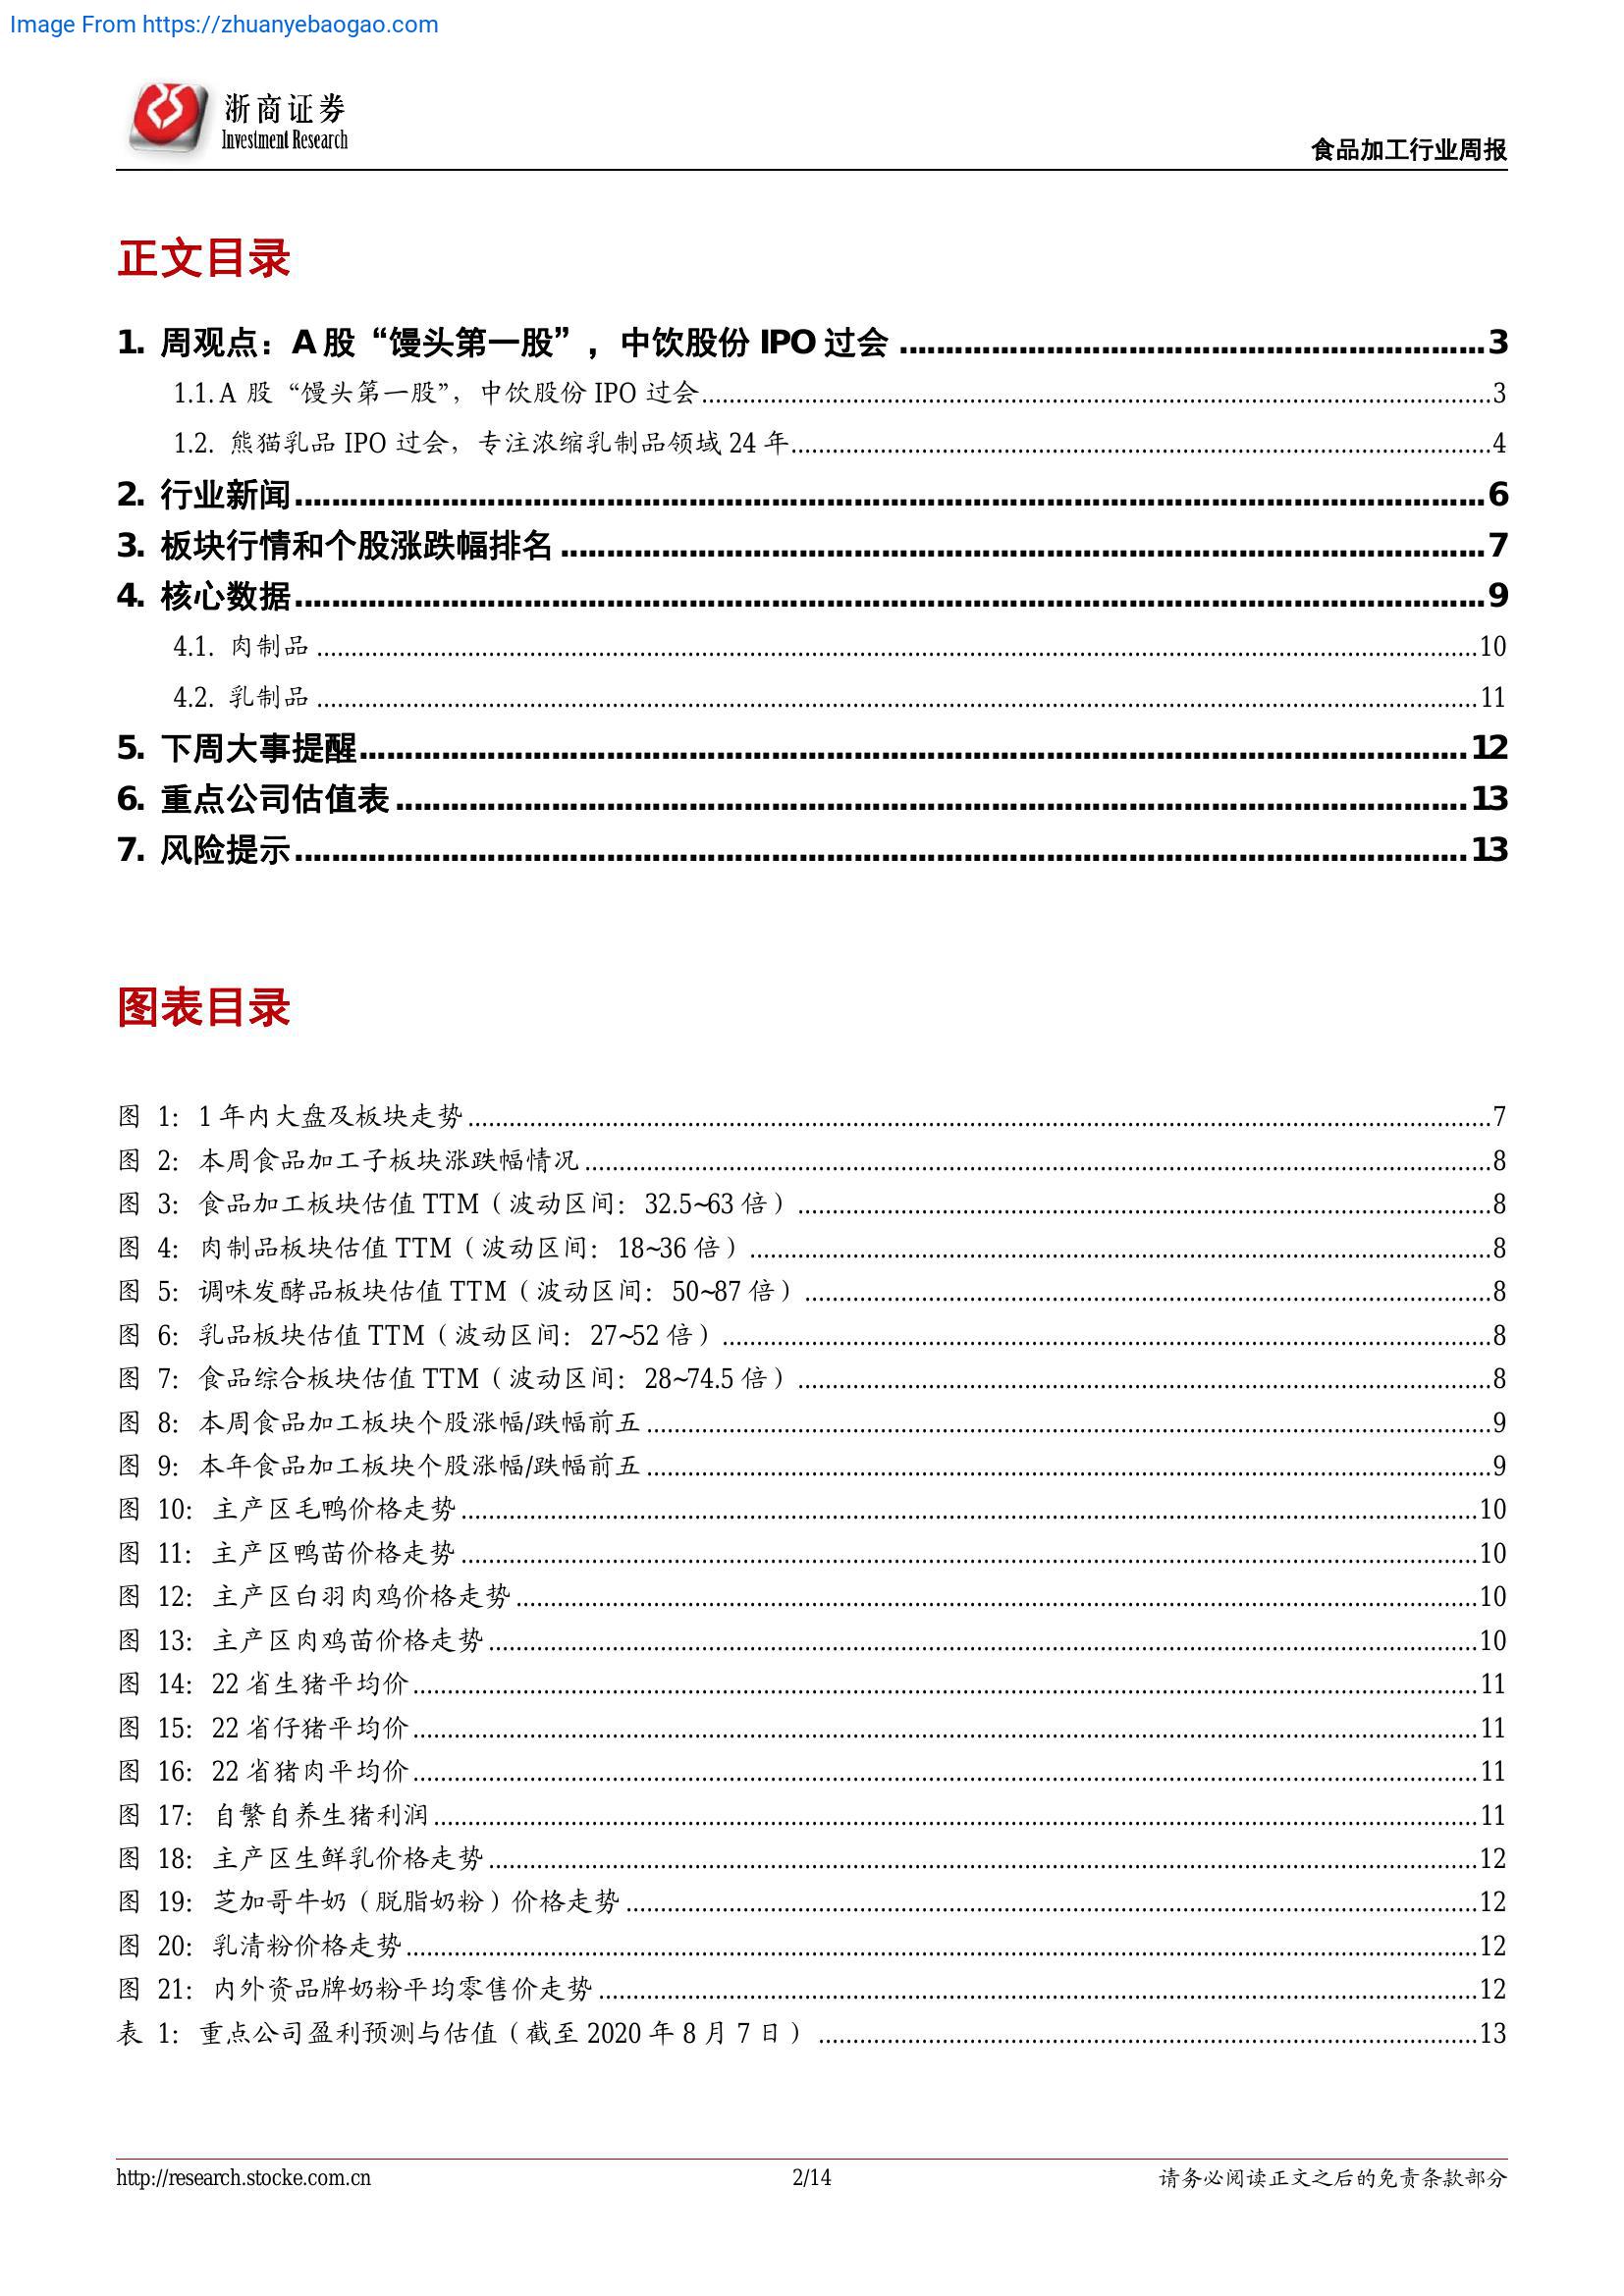 Image From https://zhuanyebaogao.com
浙商证券
Investment Research
食品加工行业周报
正文目录
1. 周观点：A 股“馒头第一股”，中饮股份 IPO 过会 ........ 3
1.1. A 股“馒头第一股”，中饮股份 IPO 过会 ........ 3
1.2. 熊猫乳品 IPO 过会，专注浓缩乳制品领域 24 年 ........ 4
2. 行业新闻 ........ 6
3. 板块行情和个股涨跌幅排名 ........ 7
4. 核心数据 ........ 9
4.1. 肉制品 ........ 10
4.2. 乳制品 ........ 11
5. 下周大事提醒 ........ 12
6. 重点公司估值表 ........ 13
7. 风险提示 ........ 13
图表目录
图 1：1 年内大盘及板块走势 ........ 7
图 2：本周食品加工子板块涨跌幅情况 ........ 8
图 3：食品加工板块估值 TTM（波动区间：32.5~63 倍） ........ 8
图 4：肉制品板块估值 TTM（波动区间：18~36 倍） ........ 8
图 5：调味发酵品板块估值 TTM（波动区间：50~87 倍） ........ 8
图 6：乳品板块估值 TTM（波动区间：27~52 倍） ........ 8
图 7：食品综合板块估值 TTM（波动区间：28~74.5 倍） ........ 8
图 8：本周食品加工板块个股涨幅/跌幅前五 ........ 9
图 9：本年食品加工板块个股涨幅/跌幅前五 ........ 9
图 10：主产区毛鸭价格走势 ........ 10
图 11：主产区鸭苗价格走势 ........ 10
图 12：主产区白羽肉鸡价格走势 ........ 10
图 13：主产区肉鸡苗价格走势 ........ 10
图 14：22 省生猪平均价 ........ 11
图 15：22 省仔猪平均价 ........ 11
图 16：22 省猪肉平均价 ........ 11
图 17：自繁自养生猪利润 ........ 11
图 18：主产区生鲜乳价格走势 ........ 12
图 19：芝加哥牛奶（脱脂奶粉）价格走势 ........ 12
图 20：乳清粉价格走势 ........ 12
图 21：内外资品牌奶粉平均零售价走势 ........ 12
表 1：重点公司盈利预测与估值（截至 2020 年 8 月 7 日） ........ 13
http://research.stocke.com.cn
2/14
请务必阅读正文之后的免责条款部分